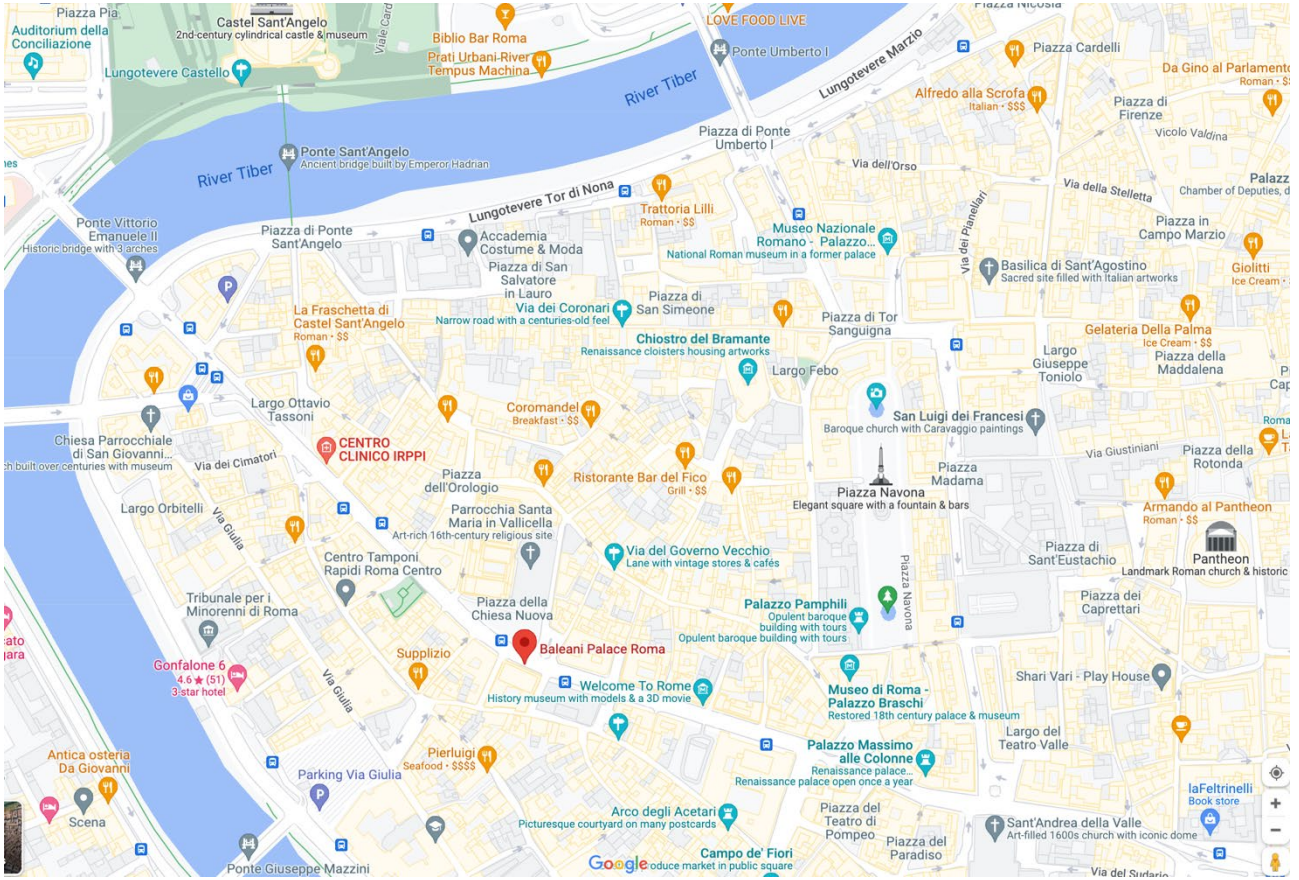 Piazza Pia
Auditorium della
Conciliazione
Castel Sant'Angelo
2nd-century cylindrical castle & museum
Viale
Lungotevere Castello
Biblio Bar Roma
Prati Urbani-River
Tempus Machina
LOVE FOOD LIVE
Ponte Umberto I
Lungotevere Marzio
Piazza Nicosia
Piazza Cardelli
Da Gino al Parlamento
Roman
Alfredo alla Scrofa
Italian · $$$
Piazza di
Firenze
Vicolo Valdina
River Tiber
River Tiber
Ponte Sant'Angelo
Ancient bridge built by Emperor Hadrian
Piazza di Ponte
Umberto I
Via dell'Orso
Via della Stelletta
Chamber of Deputies,
Lungotevere Tor di Nona
Trattoria Lilli
Roman · $$
Via dei Pianellari
Ponte Vittorio
Emanuele II
Historic bridge with 3 arches
Piazza di Ponte
Sant'Angelo
Accademia
Costume & Moda
Piazza di San
Salvatore
in Lauro
Museo Nazionale
Romano - Palazzo...
National Roman museum in a former palace
Piazza in
Campo Marzio
Basilica di Sant'Agostino
Sacred site filled with Italian artworks
Giolitti
Ice Cream ·
P
La Fraschetta di
Castel Sant'Angelo
Roman · $$
Via dei Coronari
Narrow road with a centuries-old feel
Piazza di
San Simeone
Piazza di Tor
Sanguigna
Gelateria Della Palma
Ice Cream · $$
Chiostro del Bramante
Renaissance cloisters housing artworks
Largo Febo
Largo
Giuseppe
Toniolo
Piazza della
Maddalena
Largo Ottavio
Tassoni
Coromandel
Breakfast · $$
San Luigi dei Francesi
Baroque church with Caravaggio paintings
Chiesa Parrocchiale
di San Giovanni...
built over centuries with museum
CENTRO
CLINICO IRPPI
Via dei Cimatori
Via Giustiniani
Piazza della
Rotonda
Piazza
dell'Orologio
Ristorante Bar del Fico
Grill · $$
Piazza
Madama
Piazza Navona
Elegant square with a fountain & bars
Armando al Pantheon
Roman · $$
Largo Orbitelli
Via Giulia
Parrocchia Santa
Maria in Vallicella
Art-rich 16th-century religious site
Centro Tamponi
Rapidi Roma Centro
Via del Governo Vecchio
Lane with vintage stores & cafés
Piazza di
Sant'Eustachio
Pantheon
Landmark Roman church & historic
Piazza Navona
Tribunale per i
Minorenni di Roma
Piazza della
Chiesa Nuova
Palazzo Pamphili
Opulent baroque
building with tours
Opulent baroque building with tours
Piazza dei
Caprettari
Baleani Palace Roma
Supplizio
Gonfalone 6
4.6 ★ (51)
3-star hotel
Via Giulia
Welcome To Rome
History museum with models & a 3D movie
Museo di Roma -
Palazzo Braschi
Restored 18th century palace & museum
Shari Vari - Play House
Largo del
Teatro Valle
Antica osteria
Da Giovanni
Pierluigi
Seafood · $$$$
Palazzo Massimo
alle Colonne
Renaissance palace...
Renaissance palace open once a year
Parking Via Giulia
P
Scena
Arco degli Acetari
Picturesque courtyard on many postcards
Piazza del
Teatro di
Pompeo
laFeltrinelli
Book store
Sant'Andrea della Valle
Art-filled 1600s church with iconic dome
Piazza del
Paradiso
Ponte Giuseppe Mazzini
Campo de' Fiori
Google
oduce market in public square
Via del Sudario